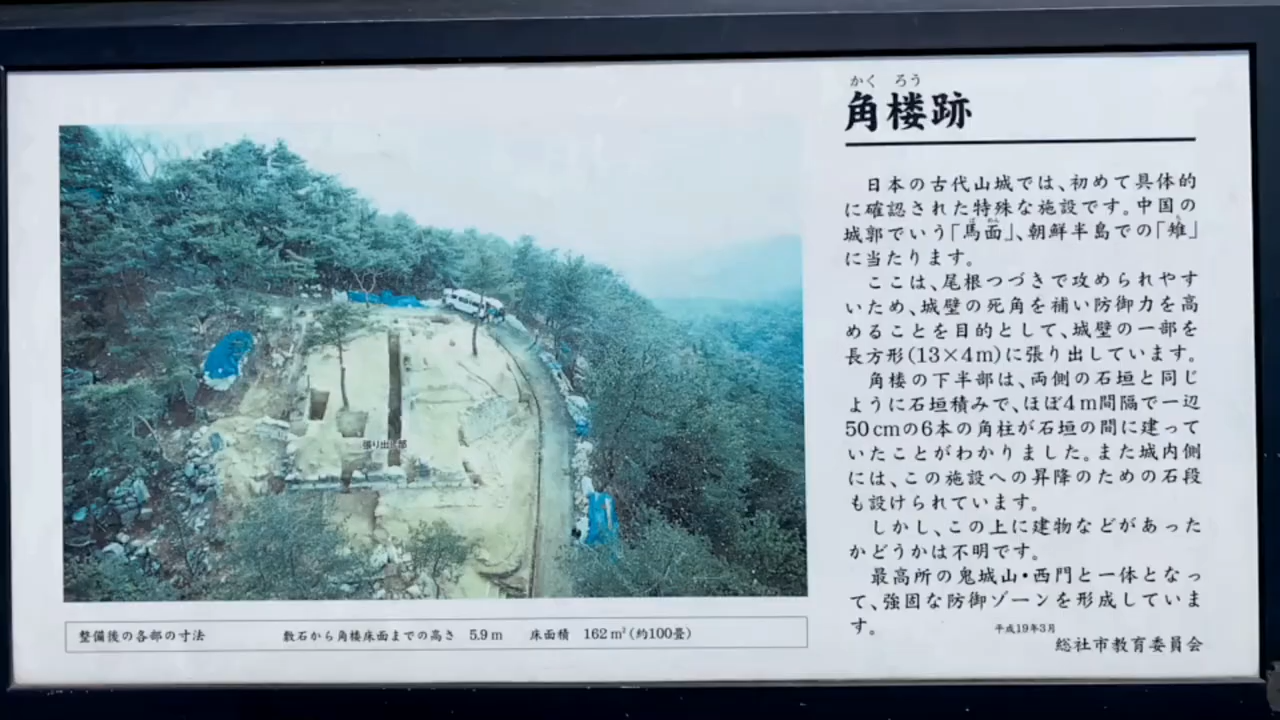 かく ろう
角楼跡
日本の古代山城では、初めて具体的
に確認された特殊な施設です。中国の
ば めん ち
城郭でいう「馬面」、朝鮮半島での「雉」
に当たります。
ここは、尾根つづきで攻められやす
いため、城壁の死角を補い防御力を高
めることを目的として、城壁の一部を
長方形(13×4m)に張り出しています。
角楼の下半部は、両側の石垣と同じ
ように石垣積みで、ほぼ4m間隔で一辺
50cmの6本の角柱が石垣の間に建って
いたことがわかりました。また城内側
には、この施設への昇降のための石段
も設けられています。
しかし、この上に建物などがあった
かどうかは不明です。
最高所の鬼城山・西門と一体となっ
て、強固な防御ゾーンを形成していま
す。
平成19年3月
総社市教育委員会
張り出し部
整備後の各部の寸法 敷石から角楼床面までの高さ 5.9m 床面積 162㎡(約100畳)